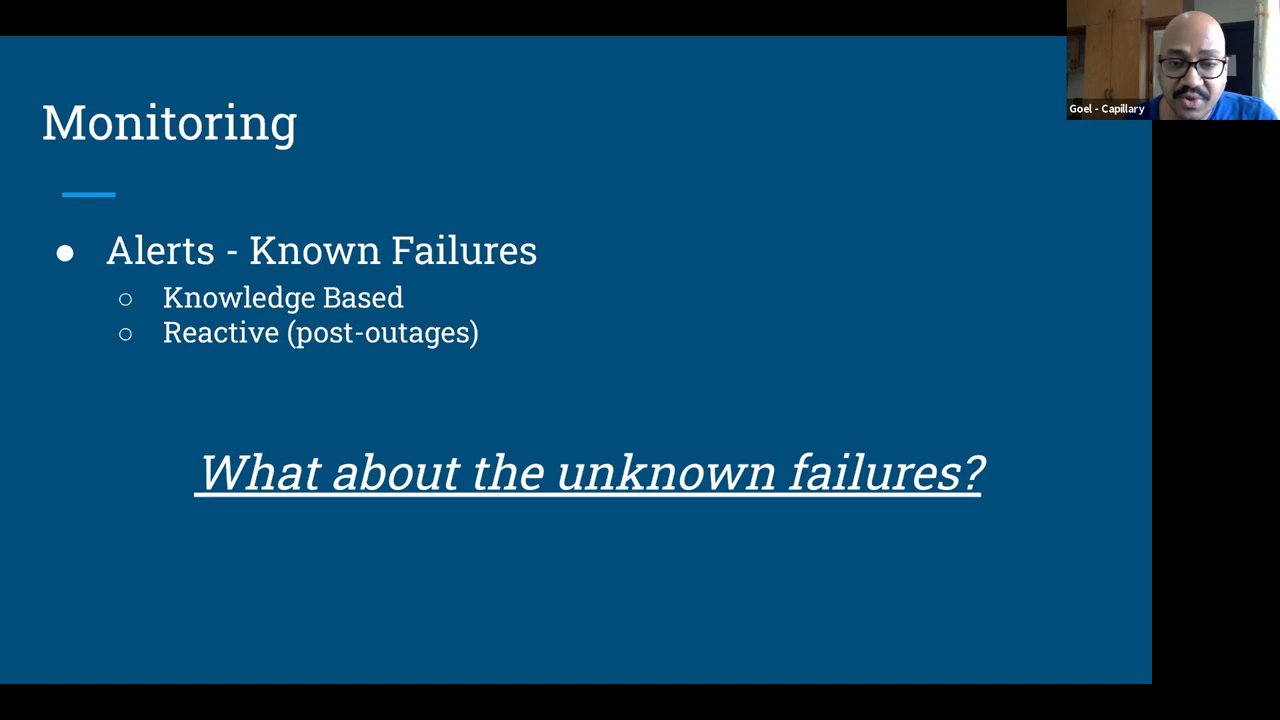 Monitoring
● Alerts - Known Failures
○ Knowledge Based
○ Reactive (post-outages)
What about the unknown failures?
Goel - Capillary